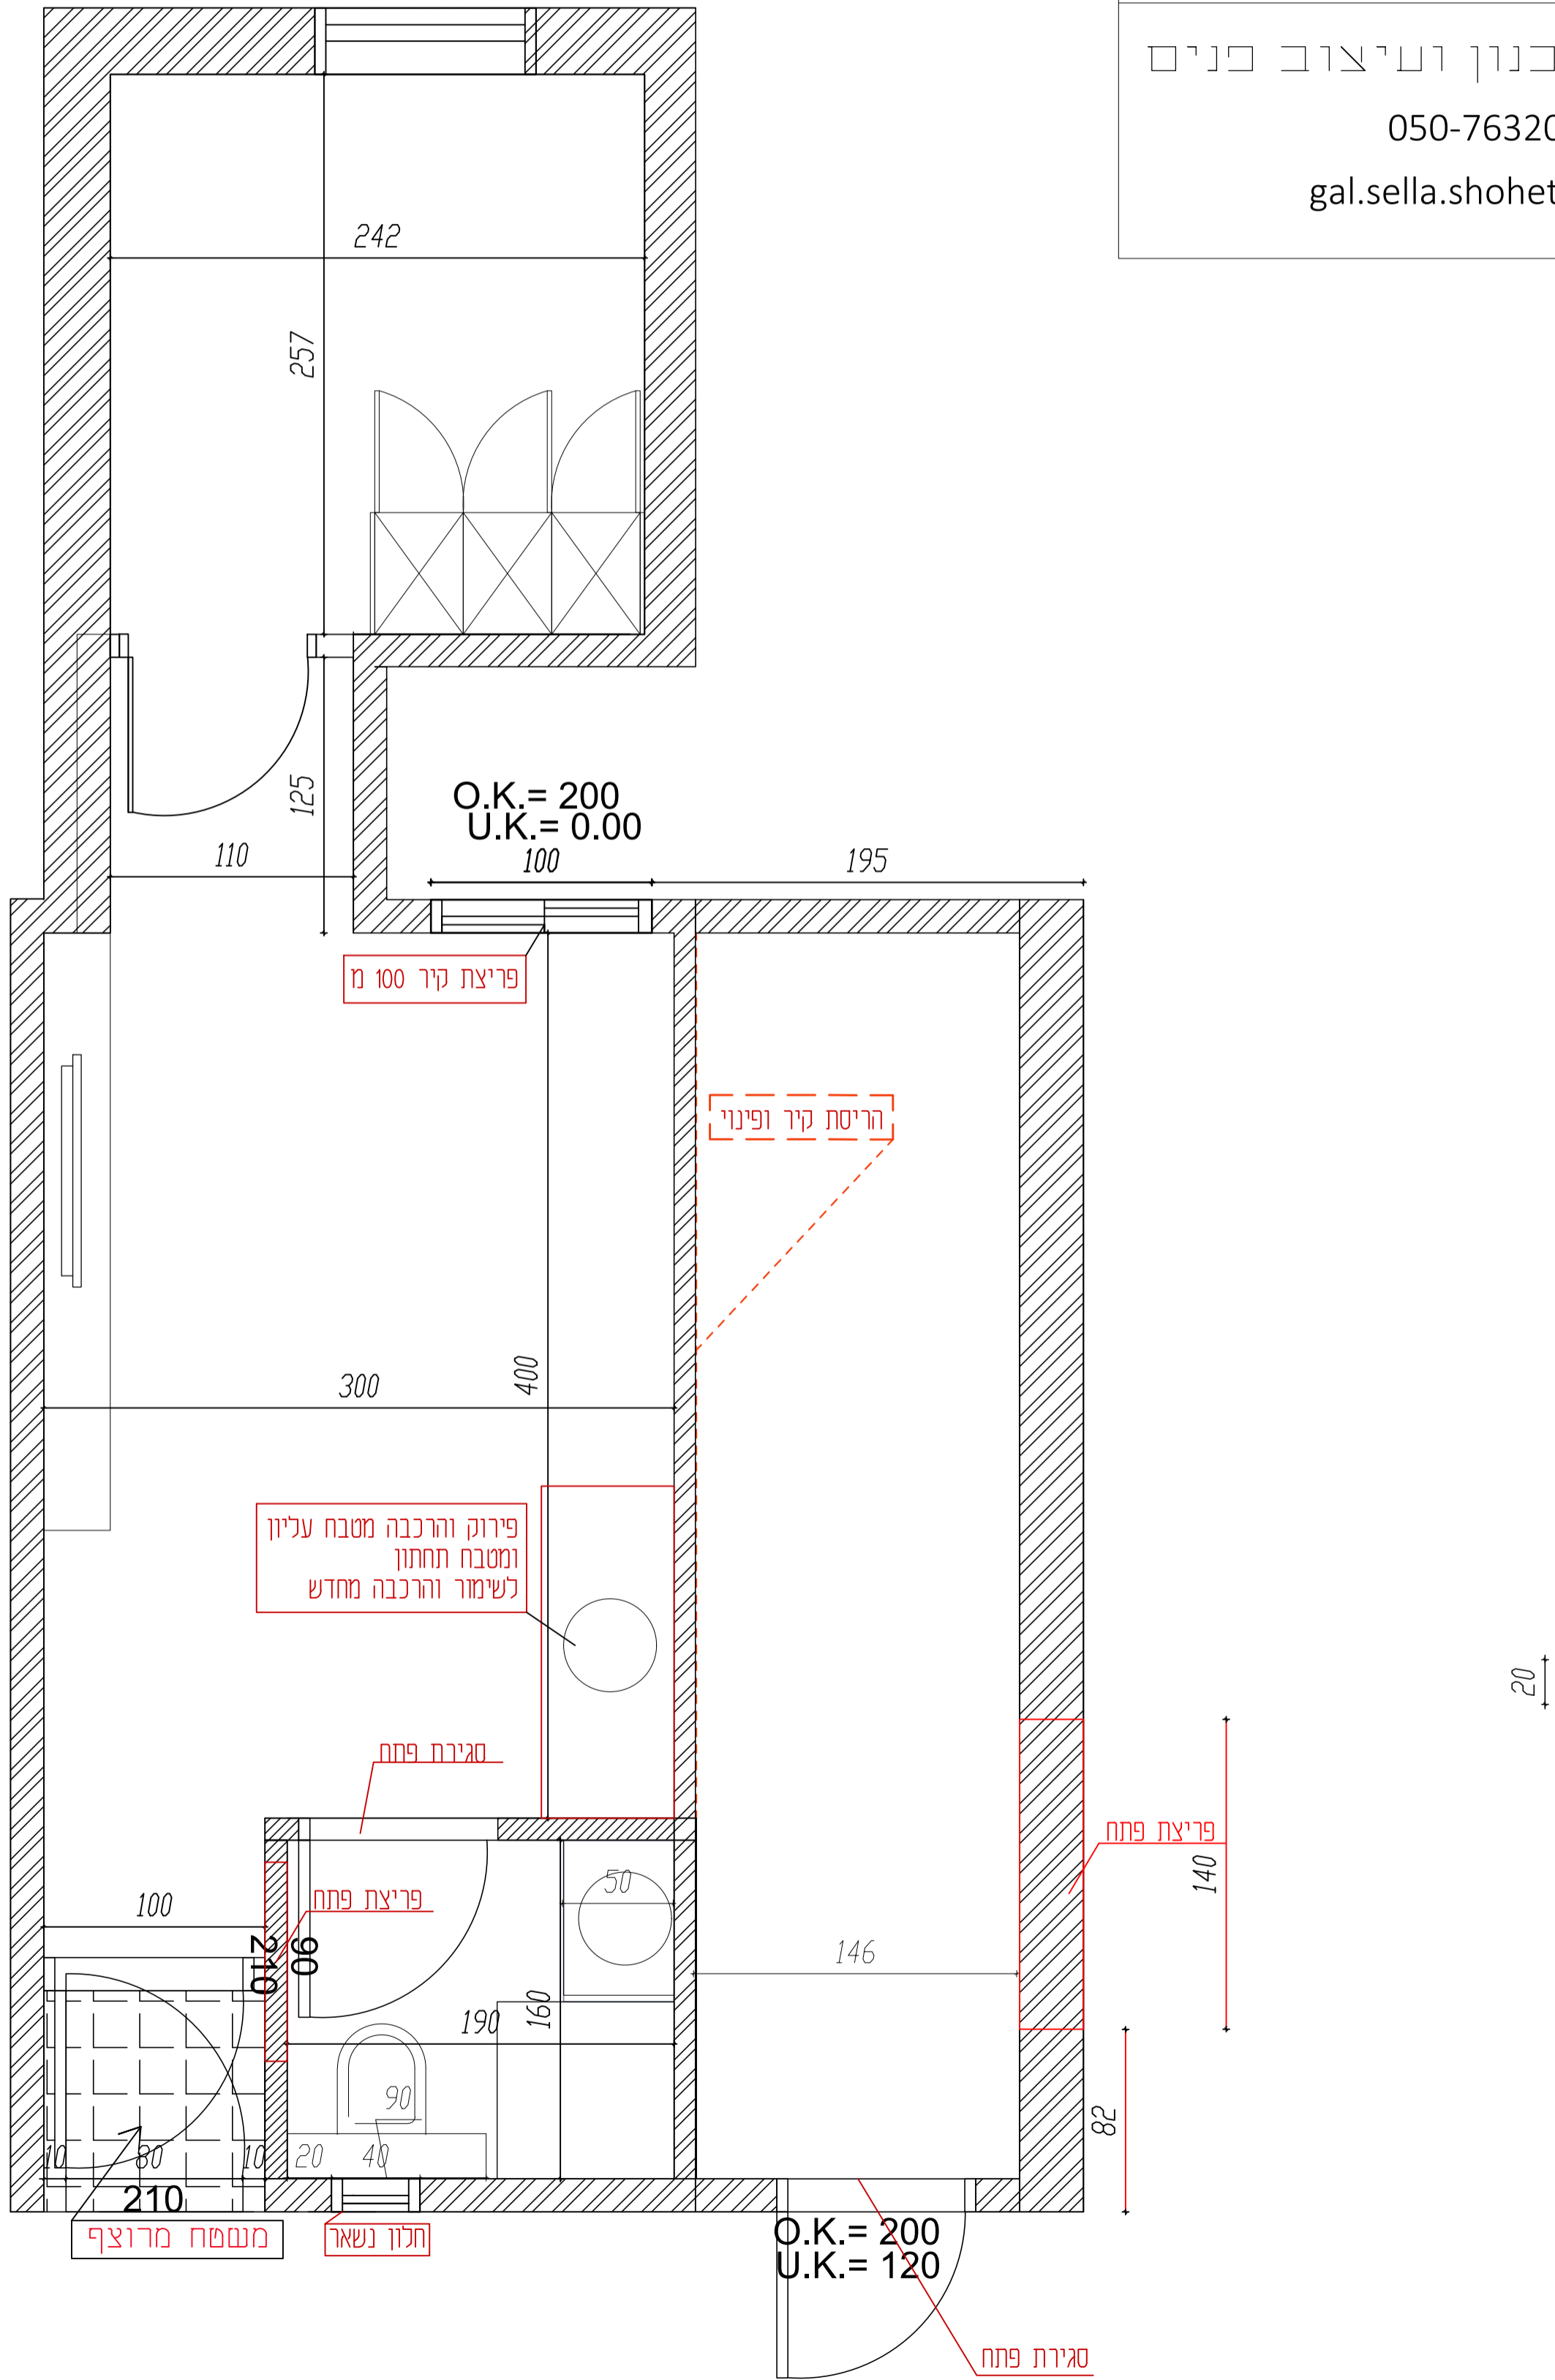 כנון ועיצוב פנים
050-76320
gal.sella.shohet
242
257
O.K.= 200
U.K.= 0.00
125
110
100
195
פריצת קיר 100 מ
הריסת קיר ופינוי
300
400
פירוק והרכבה מטבח עליון
ומטבח תחתון
לשימור והרכבה מחדש
20
סגירת פתח
פריצת פתח
140
50
פריצת פתח
100
210
90
146
190
160
90
82
10
80
10
20
40
210
משטח מרוצף
חלון נשאר
O.K.= 200
U.K.= 120
סגירת פתח